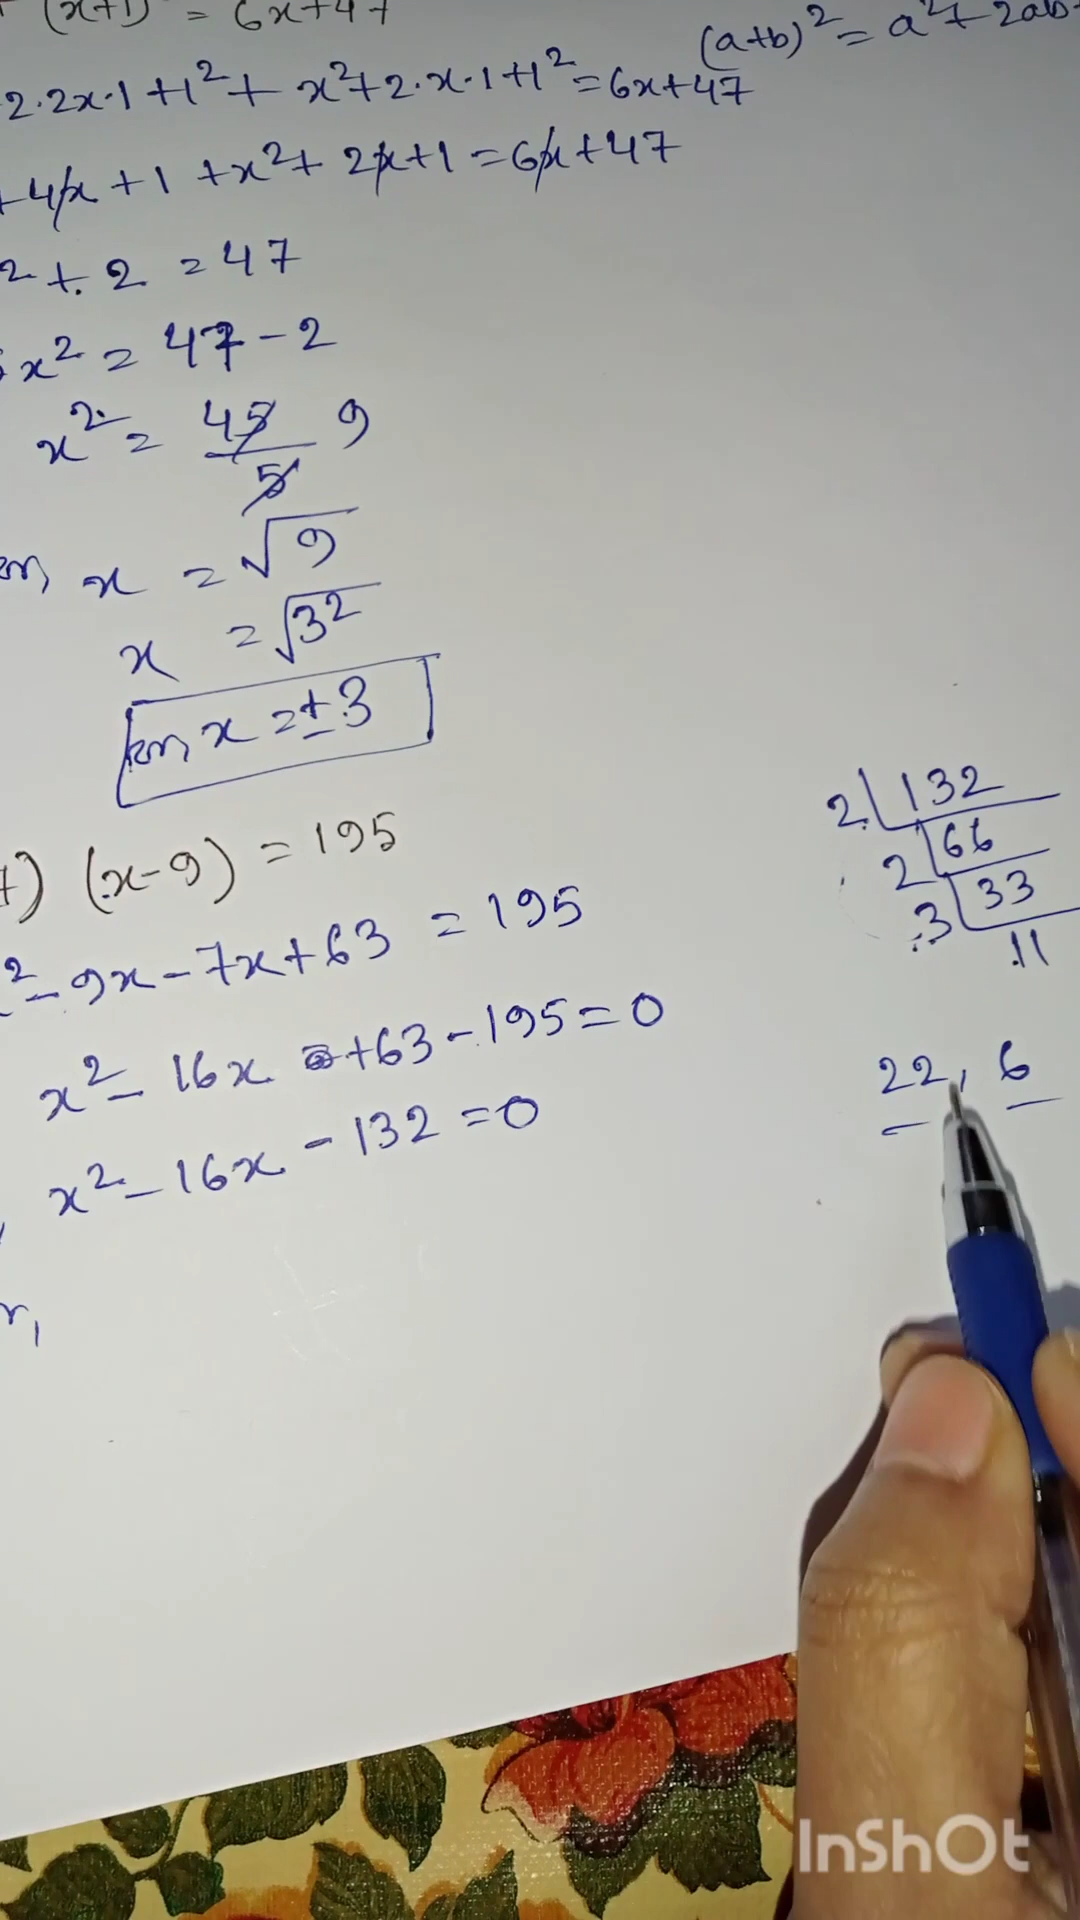 (x+1) = 6x+47
(a+b)² = a²+2ab
2·2x·1+1²+ x²+2·x·1+1²=6x+47
+4x+1+x²+2x+1=6x+47
² + 2 = 47
x² = 47-2
x² = 45/5 9
x = √9
x = √3²
x = ±3
) (x-9) = 195
²-9x-7x+63 = 195
x²-16x +63-195=0
x²-16x-132=0
2 132
2 66
3 33
11
22, 6
InShOt